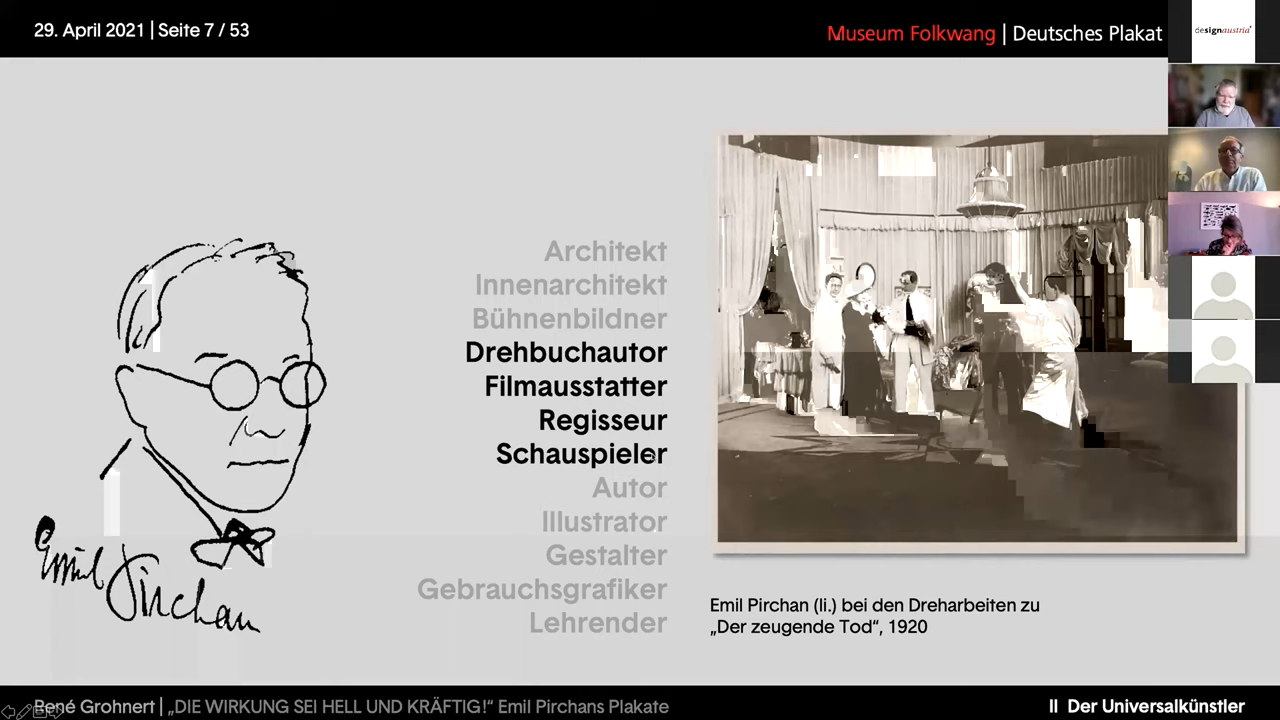 29. April 2021 | Seite 7 / 53
Museum Folkwang | Deutsches Plakat
designaustria
Architekt
Innenarchitekt
Bühnenbildner
Drehbuchautor
Filmausstatter
Regisseur
Schauspieler
Autor
Illustrator
Gestalter
Gebrauchsgrafiker
Lehrender
Emil Pirchan
Emil Pirchan (li.) bei den Dreharbeiten zu
„Der zeugende Tod“, 1920
René Grohnert | „DIE WIRKUNG SEI HELL UND KRÄFTIG!“ Emil Pirchans Plakate
II Der Universalkünstler